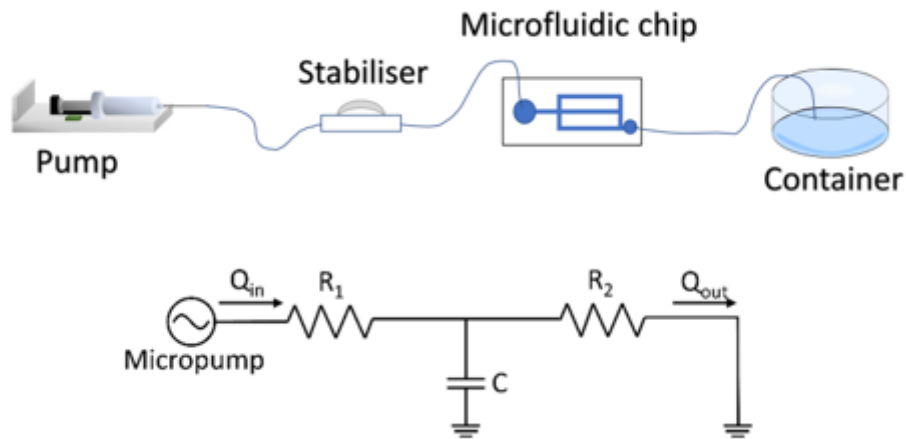 Microfluidic chip
Stabiliser
Pump
Container
Q_in
R_1
R_2
Q_out
Micropump
C